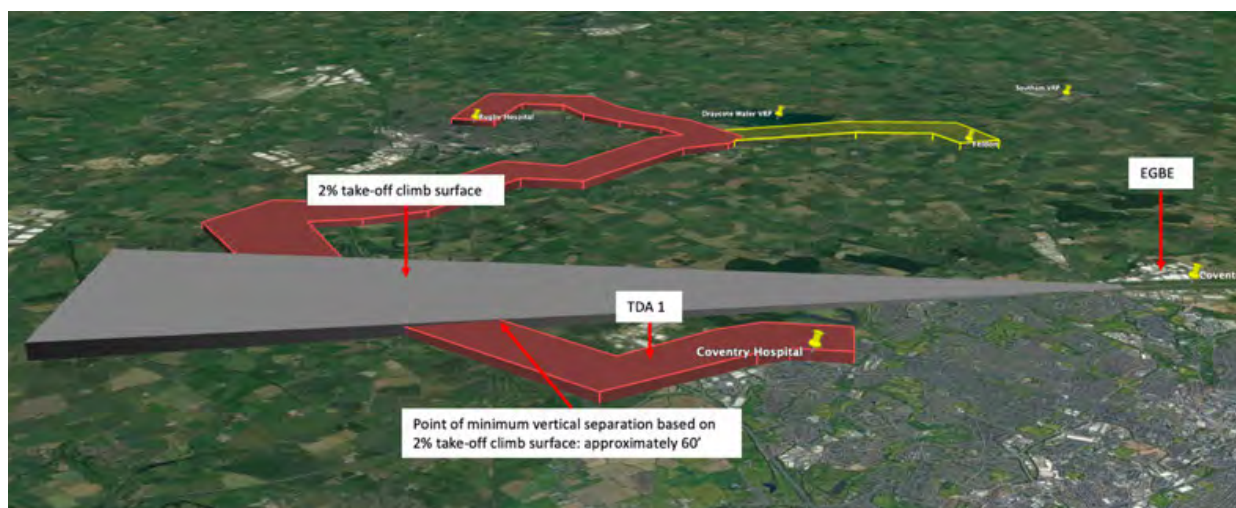 Southam VRP
Rugby Hospital
Draycote Water VRP
EGBE
2% take-off climb surface
Covent
TDA 1
Coventry Hospital
Point of minimum vertical separation based on
2% take-off climb surface: approximately 60'